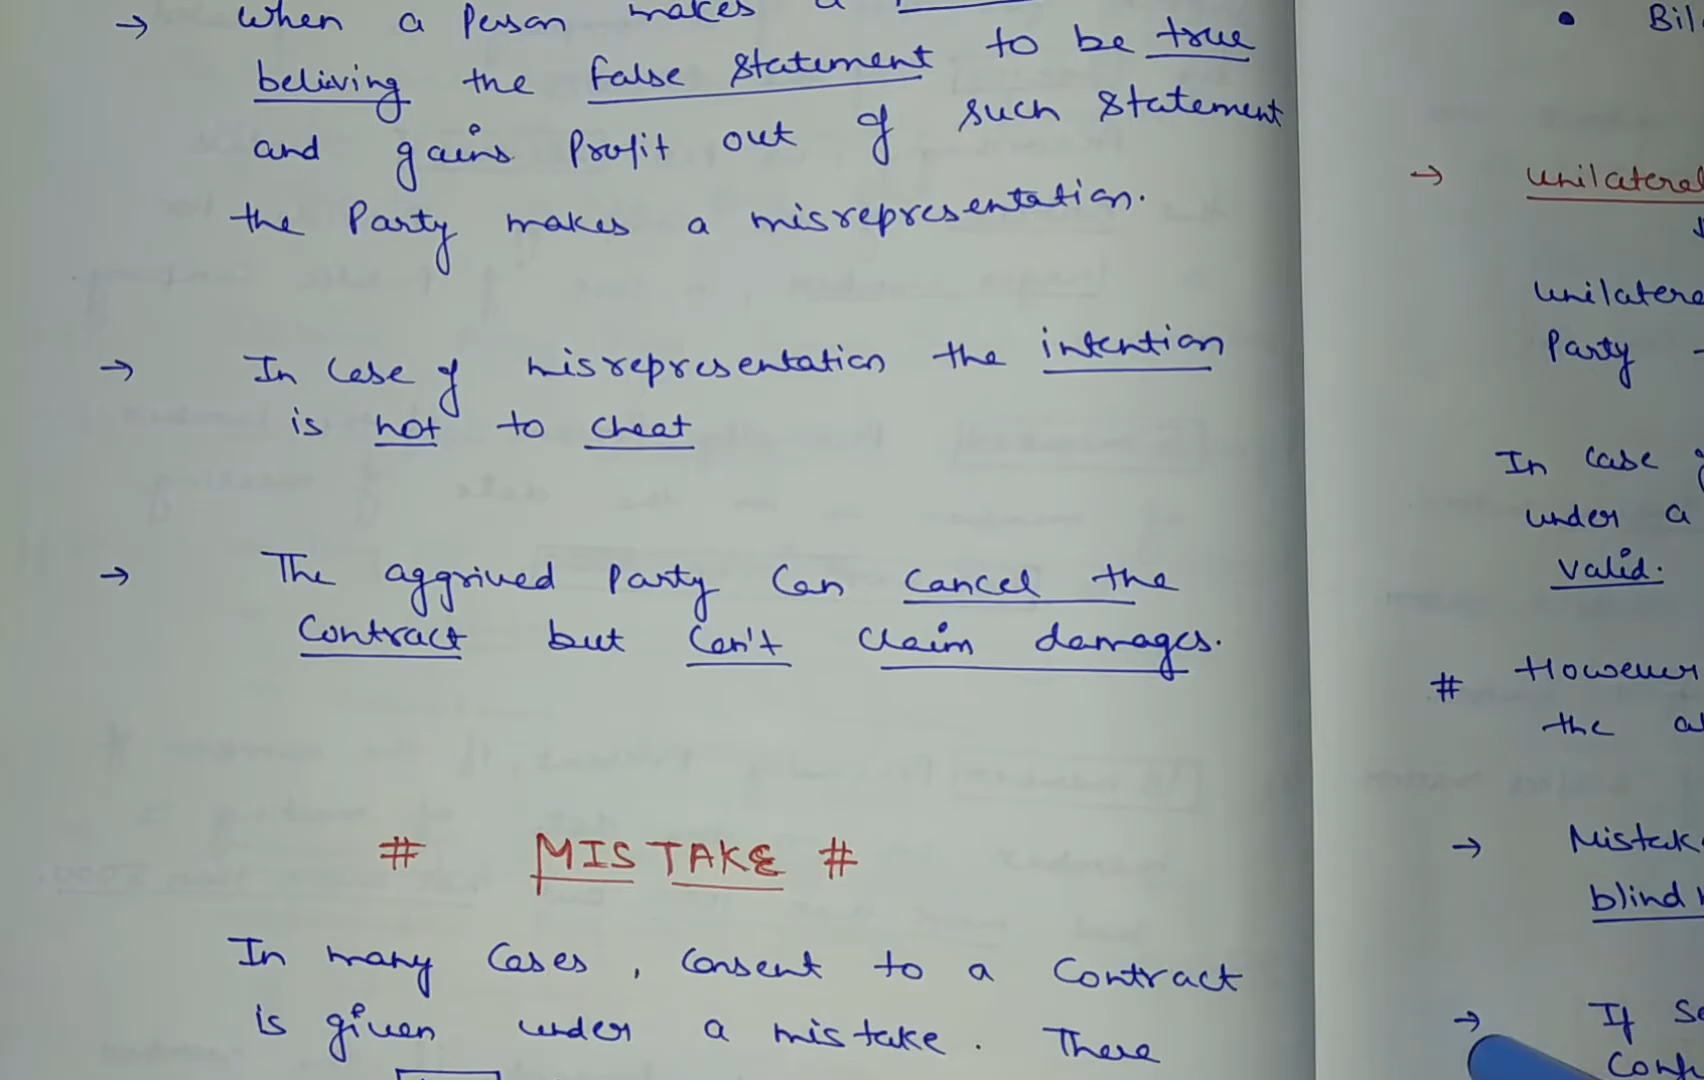 → When a Person makes a
beliving the false statement to be true
and gains Profit out of such statement
the Party makes a misrepresentation.
→ In Case of misrepresentation the intention
is not to cheat
→ The aggrived Party Can cancel the
Contract but Can't Claim damages.
# MISTAKE #
In many Cases, Consent to a Contract
is given under a mistake. There
•
→ Unilateral
Party
In case
under a
valid.
# However
the
→
blind
→ If